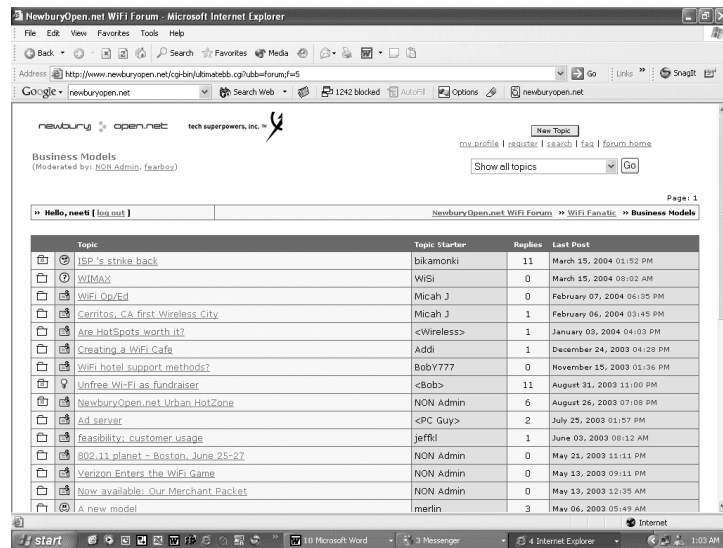 NewburyOpen.net WiFi Forum - Microsoft Internet Explorer
File Edit View Favorites Tools Help
Back Search Favorites Media
Address http://www.newburyopen.net/cgi-bin/ultimatebb.cgi?ubb=forum;f=5 Go Links » SnagIt
Google newburyopen.net Search Web 1242 blocked AutoFill Options newburyopen.net
newbury open.net tech superpowers, inc. ™
New Topic
my profile | register | search | faq | forum home
Business Models
(Moderated by: NON Admin, fearboy)
Show all topics Go
Page: 1
» Hello, neeti [ log out ] NewburyOpen.net WiFi Forum » WiFi Fanatic » Business Models
Topic Topic Starter Replies Last Post
ISP 's strike back bikamonki 11 March 15, 2004 01:52 PM
WIMAX WiSi 0 March 15, 2004 08:02 AM
WiFi Op/Ed Micah J 0 February 07, 2004 06:35 PM
Cerritos, CA first Wireless City Micah J 1 February 06, 2004 03:45 PM
Are HotSpots worth it? <Wireless> 1 January 03, 2004 04:03 PM
Creating a WiFi Cafe Addi 1 December 24, 2003 04:28 PM
WiFi hotel support methods? BobY777 0 November 15, 2003 01:36 PM
Unfree Wi-Fi as fundraiser <Bob> 11 August 31, 2003 11:00 PM
NewburyOpen.net Urban HotZone NON Admin 6 August 26, 2003 07:08 PM
Ad server <PC Guy> 2 July 25, 2003 01:57 PM
feasibility; customer usage jeffkl 1 June 03, 2003 08:12 AM
802.11 planet - Boston, June 25-27 NON Admin 0 May 21, 2003 11:11 PM
Verizon Enters the WiFi Game NON Admin 0 May 13, 2003 09:11 PM
Now available: Our Merchant Packet NON Admin 0 May 13, 2003 12:35 AM
A new model merlin 3 May 06, 2003 05:49 AM
Internet
start 10 Microsoft Word 3 Messenger 4 Internet Explorer 1:03 AM